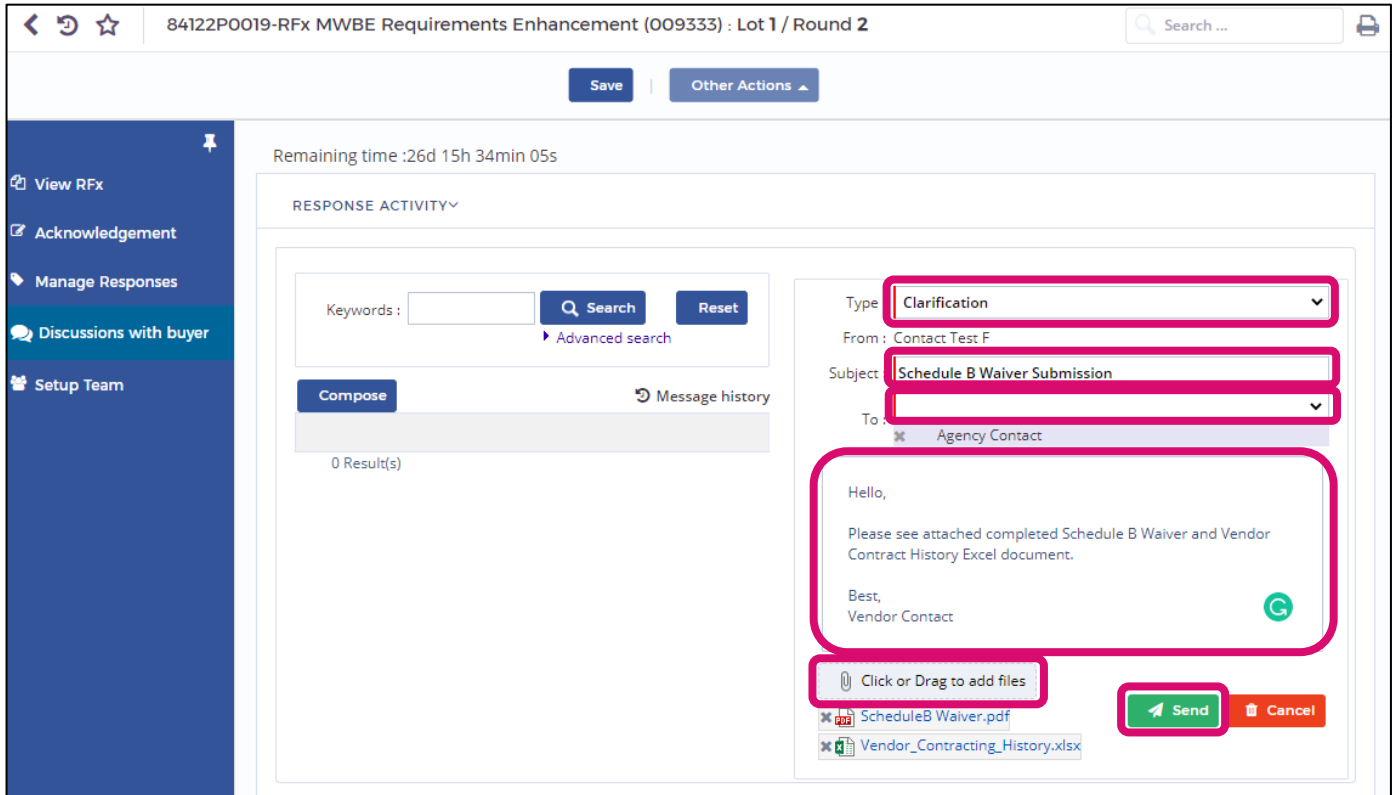 84122P0019-RFx MWBE Requirements Enhancement (009333) : Lot 1 / Round 2
Search ...
Save
Other Actions
Remaining time :26d 15h 34min 05s
View RFx
Acknowledgement
Manage Responses
Discussions with buyer
Setup Team
RESPONSE ACTIVITY
Keywords :
Search
Reset
Advanced search
Compose
Message history
0 Result(s)
Type
Clarification
From : Contact Test F
Subject :
Schedule B Waiver Submission
To :
Agency Contact
Hello,
Please see attached completed Schedule B Waiver and Vendor
Contract History Excel document.
Best,
Vendor Contact
Click or Drag to add files
Send
Cancel
PDF
ScheduleB Waiver.pdf
Vendor_Contracting_History.xlsx